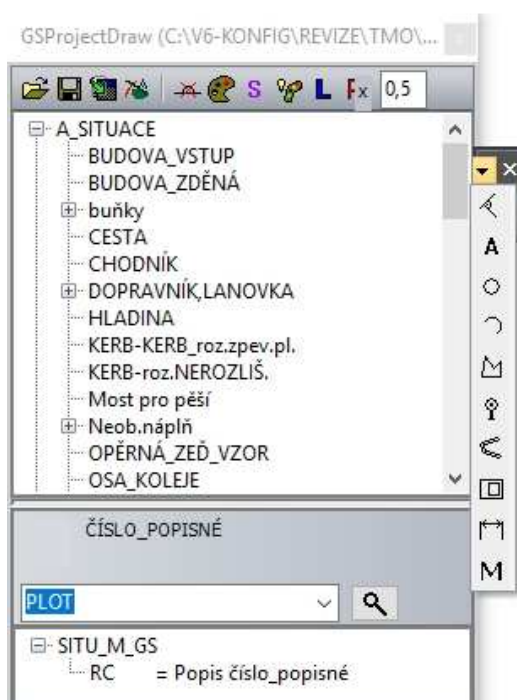 GSProjectDraw (C:\V6-KONFIG\REVIZE\TMO\...
S L Fx 0,5
A_SITUACE
BUDOVA_VSTUP
BUDOVA_ZDĚNÁ
buňky
CESTA
CHODNÍK
DOPRAVNÍK,LANOVKA
HLADINA
KERB-KERB_roz.zpev.pl.
KERB-roz.NEROZLIŠ.
Most pro pěší
Neob.náplň
OPĚRNÁ_ZEĎ_VZOR
OSA_KOLEJE
A
M
ČÍSLO_POPISNÉ
PLOT
SITU_M_GS
RC = Popis číslo_popisné